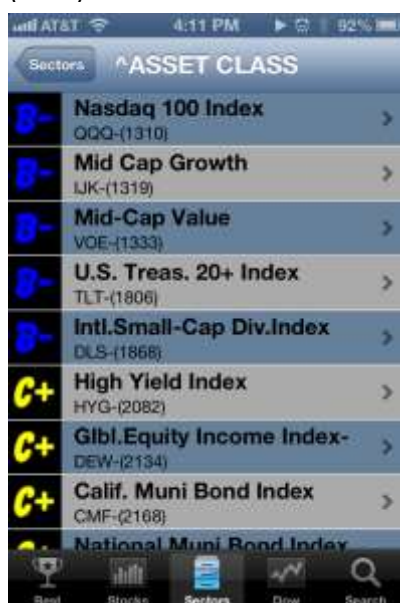 AT&T 4:11 PM 92%
Sectors ^ASSET CLASS
B- Nasdaq 100 Index
QQQ-(1310)
B- Mid Cap Growth
IJK-(1319)
B- Mid-Cap Value
VOE-(1333)
B- U.S. Treas. 20+ Index
TLT-(1806)
B- Intl.Small-Cap Div.Index
DLS-(1868)
C+ High Yield Index
HYG-(2082)
C+ Glbl.Equity Income Index-
DEW-(2134)
C+ Calif. Muni Bond Index
CMF-(2168)
National Muni Bond Index
Best Stocks Sectors Dow Search